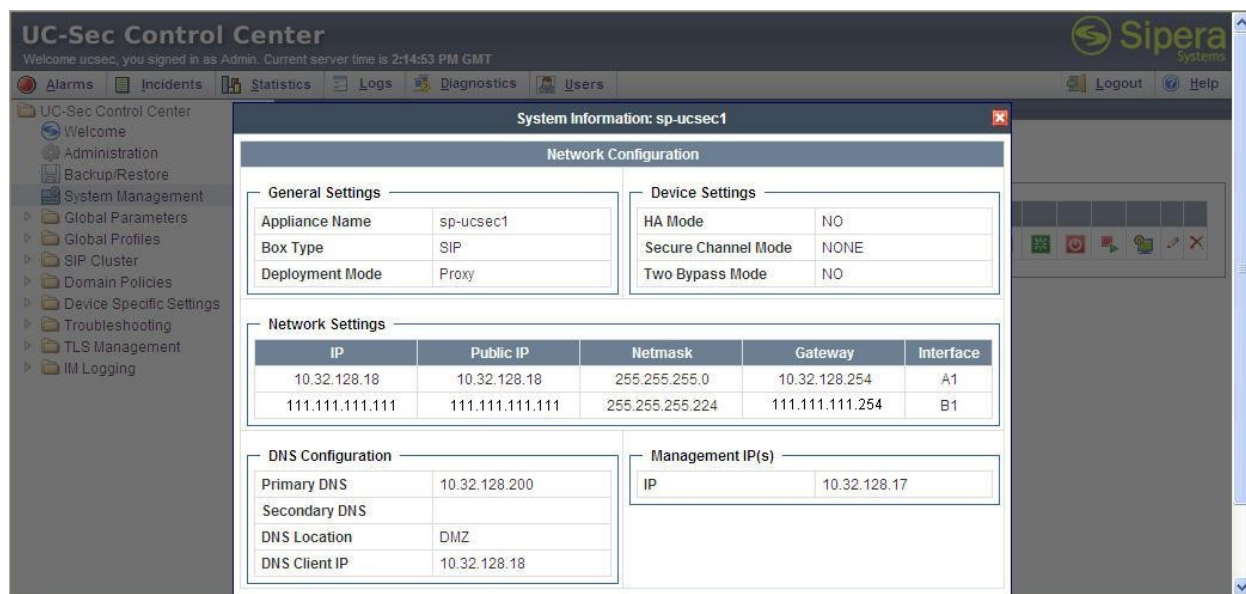 UC-Sec Control Center
Sipera
Systems
Welcome ucsec, you signed in as Admin. Current server time is 2:14:53 PM GMT
Alarms Incidents Statistics Logs Diagnostics Users Logout Help
UC-Sec Control Center
Welcome
Administration
Backup/Restore
System Management
Global Parameters
Global Profiles
SIP Cluster
Domain Policies
Device Specific Settings
Troubleshooting
TLS Management
IM Logging
System Information: sp-ucsec1
Network Configuration
General Settings
Appliance Name sp-ucsec1
Box Type SIP
Deployment Mode Proxy
Device Settings
HA Mode NO
Secure Channel Mode NONE
Two Bypass Mode NO
Network Settings
IP Public IP Netmask Gateway Interface
10.32.128.18 10.32.128.18 255.255.255.0 10.32.128.254 A1
111.111.111.111 111.111.111.111 255.255.255.224 111.111.111.254 B1
DNS Configuration
Primary DNS 10.32.128.200
Secondary DNS
DNS Location DMZ
DNS Client IP 10.32.128.18
Management IP(s)
IP 10.32.128.17